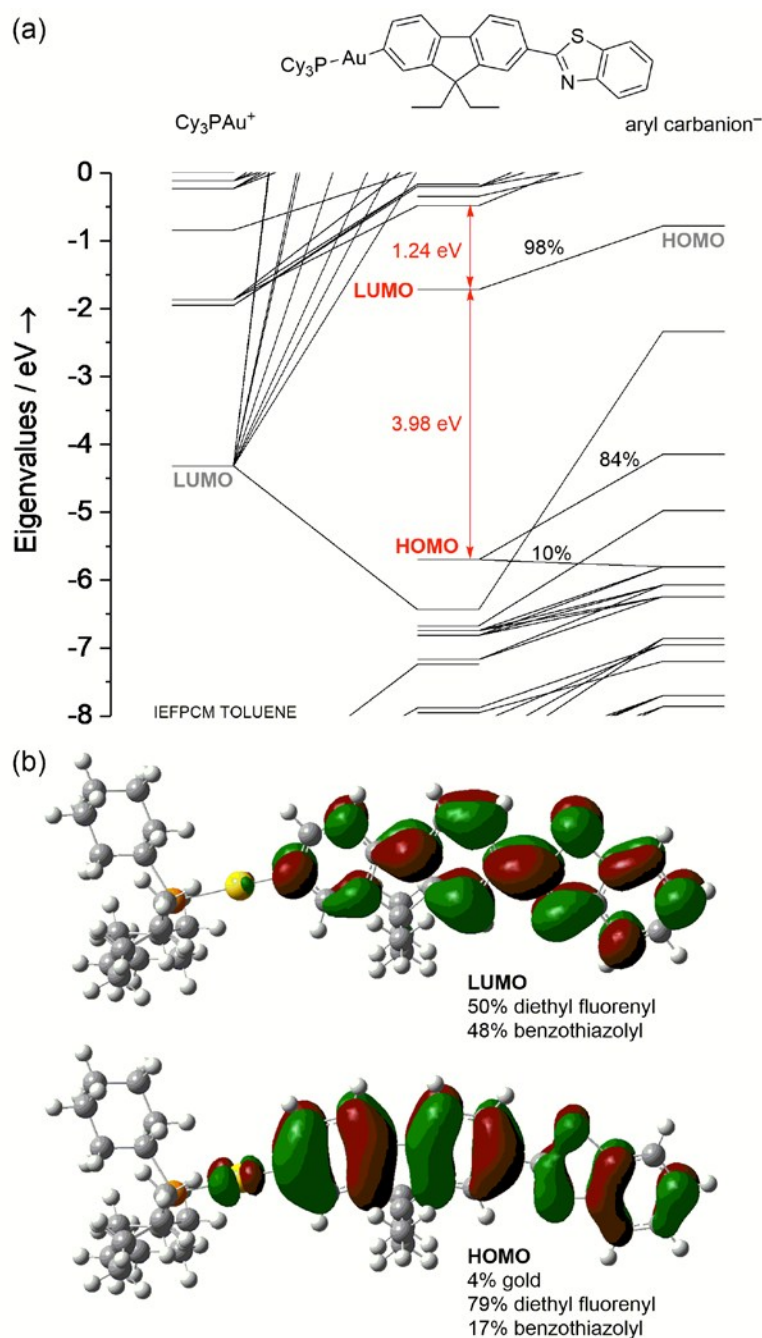 (a)
Cy₃P
Au
S
N
Cy₃PAu⁺
aryl carbanion⁻
Eigenvalues / eV →
0
-1
-2
-3
-4
-5
-6
-7
-8
LUMO
1.24 eV
LUMO
3.98 eV
HOMO
98%
HOMO
84%
10%
IEFPCM TOLUENE
(b)
LUMO
50% diethyl fluorenyl
48% benzothiazolyl
HOMO
4% gold
79% diethyl fluorenyl
17% benzothiazolyl